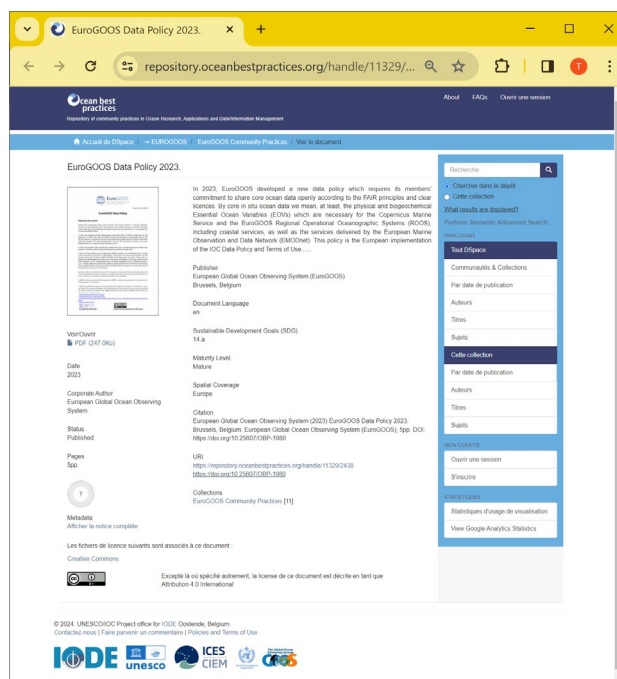 EuroGOOS Data Policy 2023.
repository.oceanbestpractices.org/handle/11329/...
T
Ocean best
practices
Repository of community practices in Ocean Research, Applications and Data/Information Management
About FAQs Ouvrir une session
Accueil de DSpace / EUROGOOS / EuroGOOS Community Practices / Voir le document
EuroGOOS Data Policy 2023.
In 2023, EuroGOOS developed a new data policy which requires its members'
commitment to share core ocean data openly according to the FAIR principles and clear
licences. By core in situ ocean data we mean, at least, the physical and biogeochemical
Essential Ocean Variables (EOVs) which are necessary for the Copernicus Marine
Service and the EuroGOOS Regional Operational Oceanographic Systems (ROOS),
including coastal services, as well as the services delivered by the European Marine
Observation and Data Network (EMODnet). This policy is the European implementation
of the IOC Data Policy and Terms of Use.....
Publisher
European Global Ocean Observing System (EuroGOOS)
Brussels, Belgium
Document Language
en
Sustainable Development Goals (SDG)
14.a
Maturity Level
Mature
Spatial Coverage
Europe
Citation
European Global Ocean Observing System (2023) EuroGOOS Data Policy 2023.
Brussels, Belgium. European Global Ocean Observing System (EuroGOOS), 5pp. DOI:
https://doi.org/10.25607/OBP-1980
URI
https://repository.oceanbestpractices.org/handle/11329/2438
https://doi.org/10.25607/OBP-1980
Collections
EuroGOOS Community Practices [11]
Voir/Ouvrir
PDF (247.0Ko)
Date
2023
Corporate Author
European Global Ocean Observing
System
Status
Published
Pages
5pp.
?
Metadata
Afficher la notice complète
Les fichiers de licence suivants sont associés à ce document :
Creative Commons
cc BY
Excepté là où spécifié autrement, la license de ce document est décrite en tant que
Attribution 4.0 International
Recherche
Chercher dans le dépôt
Cette collection
What results are displayed?
Perform Semantic Advanced Search
PARCOURIR
Tout DSpace
Communautés & Collections
Par date de publication
Auteurs
Titres
Sujets
Cette collection
Par date de publication
Auteurs
Titres
Sujets
MON COMPTE
Ouvrir une session
S'inscrire
STATISTIQUES
Statistiques d'usage de visualisation
View Google Analytics Statistics
© 2024 UNESCO/IOC Project office for IODE Oostende, Belgium.
Contactez-nous | Faire parvenir un commentaire | Policies and Terms of Use
IODE
unesco
ICES
CIEM
GOOS